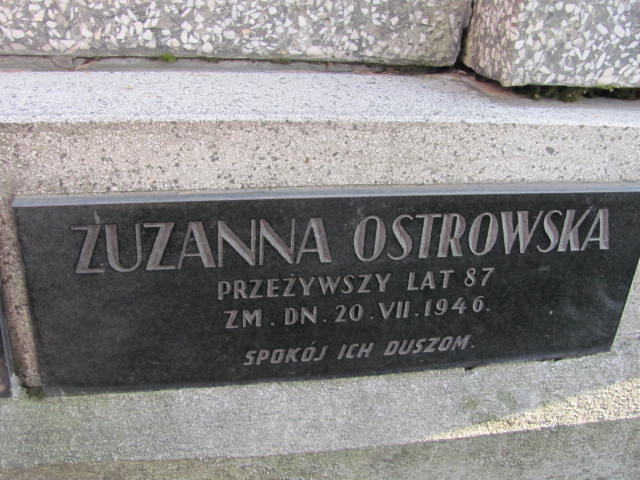 ZUZANNA OSTROWSKA
PRZEŻYWSZY LAT 87
ZM. DN. 20.VII.1946.
SPOKÓJ ICH DUSZOM.